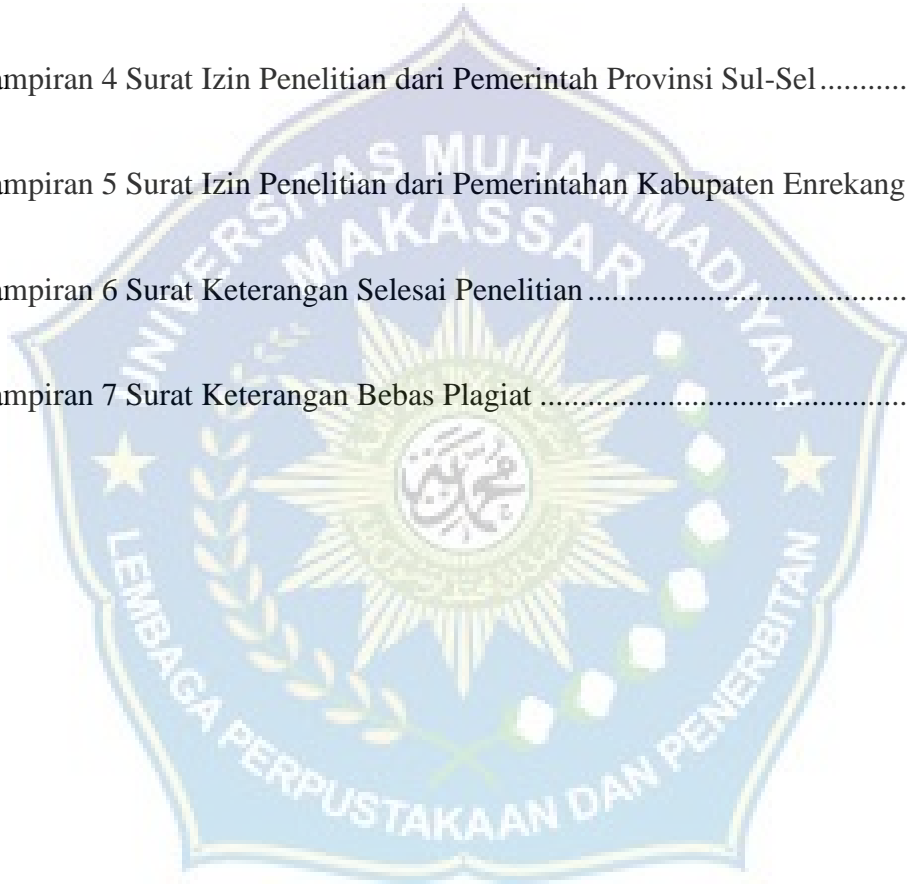 ampiran 4 Surat Izin Penelitian dari Pemerintah Provinsi Sul-Sel...........
ampiran 5 Surat Izin Penelitian dari Pemerintahan Kabupaten Enrekang
ampiran 6 Surat Keterangan Selesai Penelitian.......................................
ampiran 7 Surat Keterangan Bebas Plagiat .............................................
UNIVERSITAS MUHAMMADIYAH
MAKASSAR
LEMBAGA PERPUSTAKAAN DAN PENERBITAN